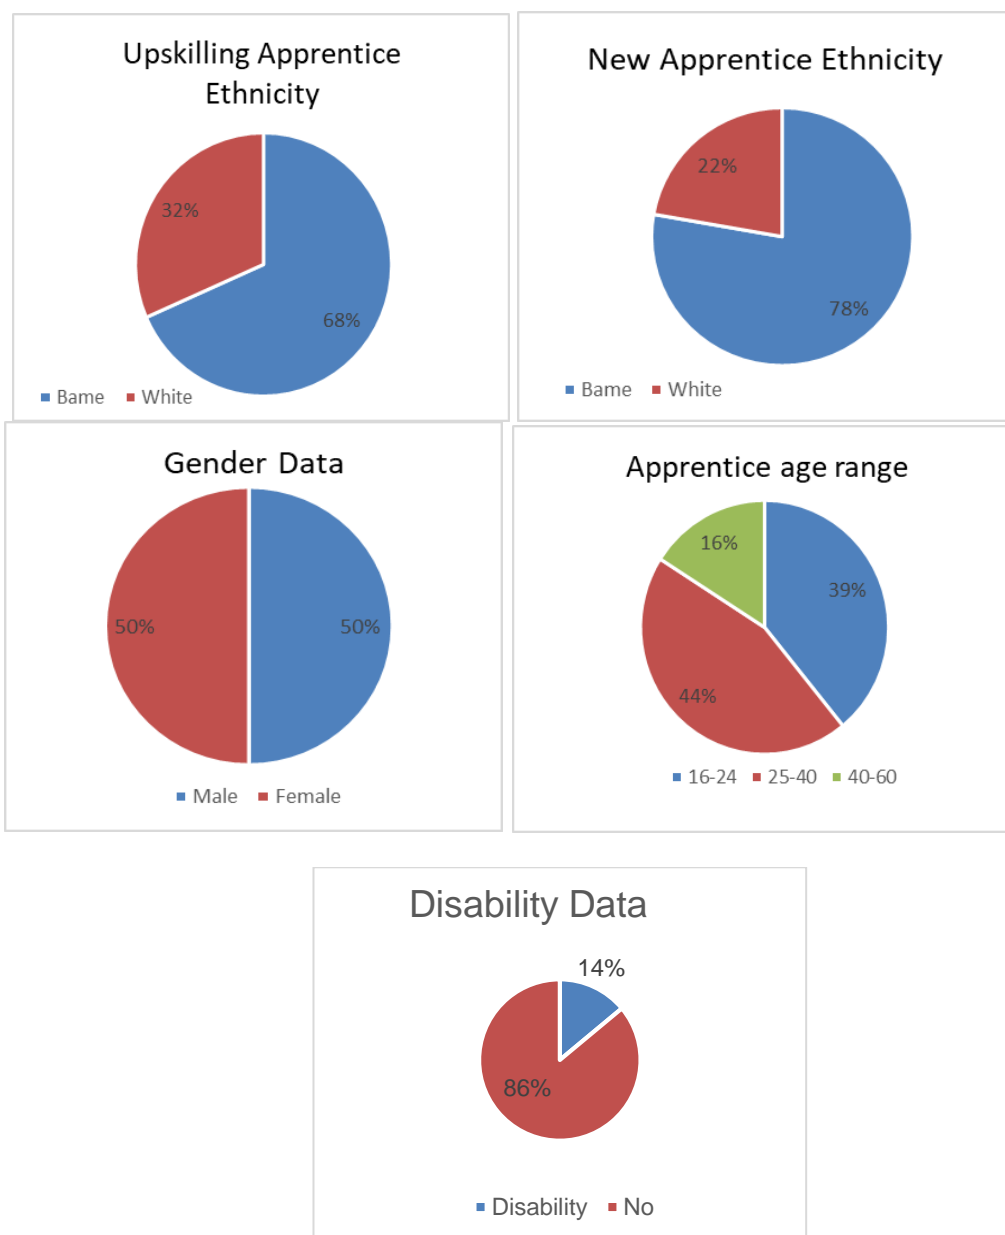 Upskilling Apprentice
Ethnicity
32%
68%
Bame White
New Apprentice Ethnicity
22%
78%
Bame White
Gender Data
50%
50%
Male Female
Apprentice age range
16%
39%
44%
16-24 25-40 40-60
Disability Data
14%
86%
Disability No